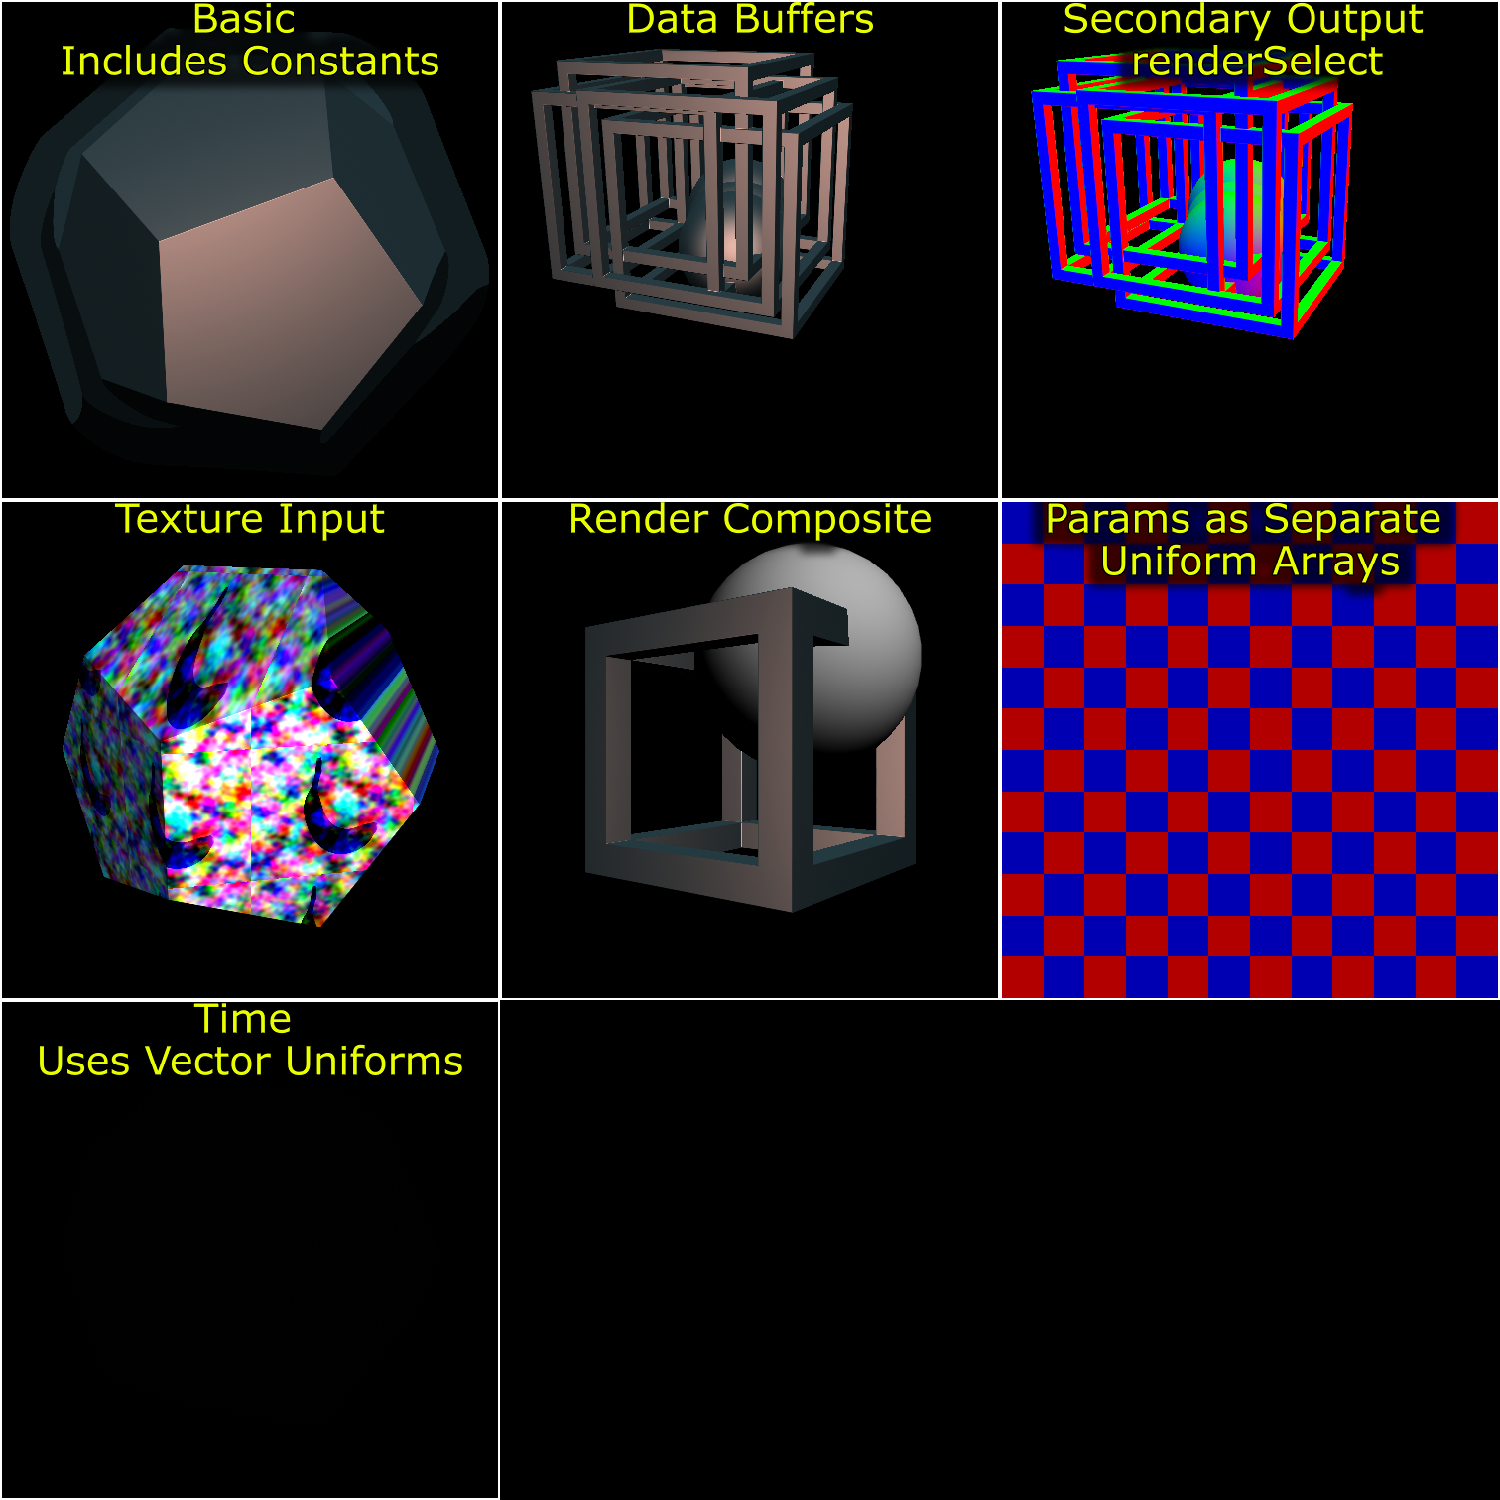 Basic
Includes Constants
Data Buffers
Secondary Output
renderSelect
Texture Input
Render Composite
Params as Separate
Uniform Arrays
Time
Uses Vector Uniforms